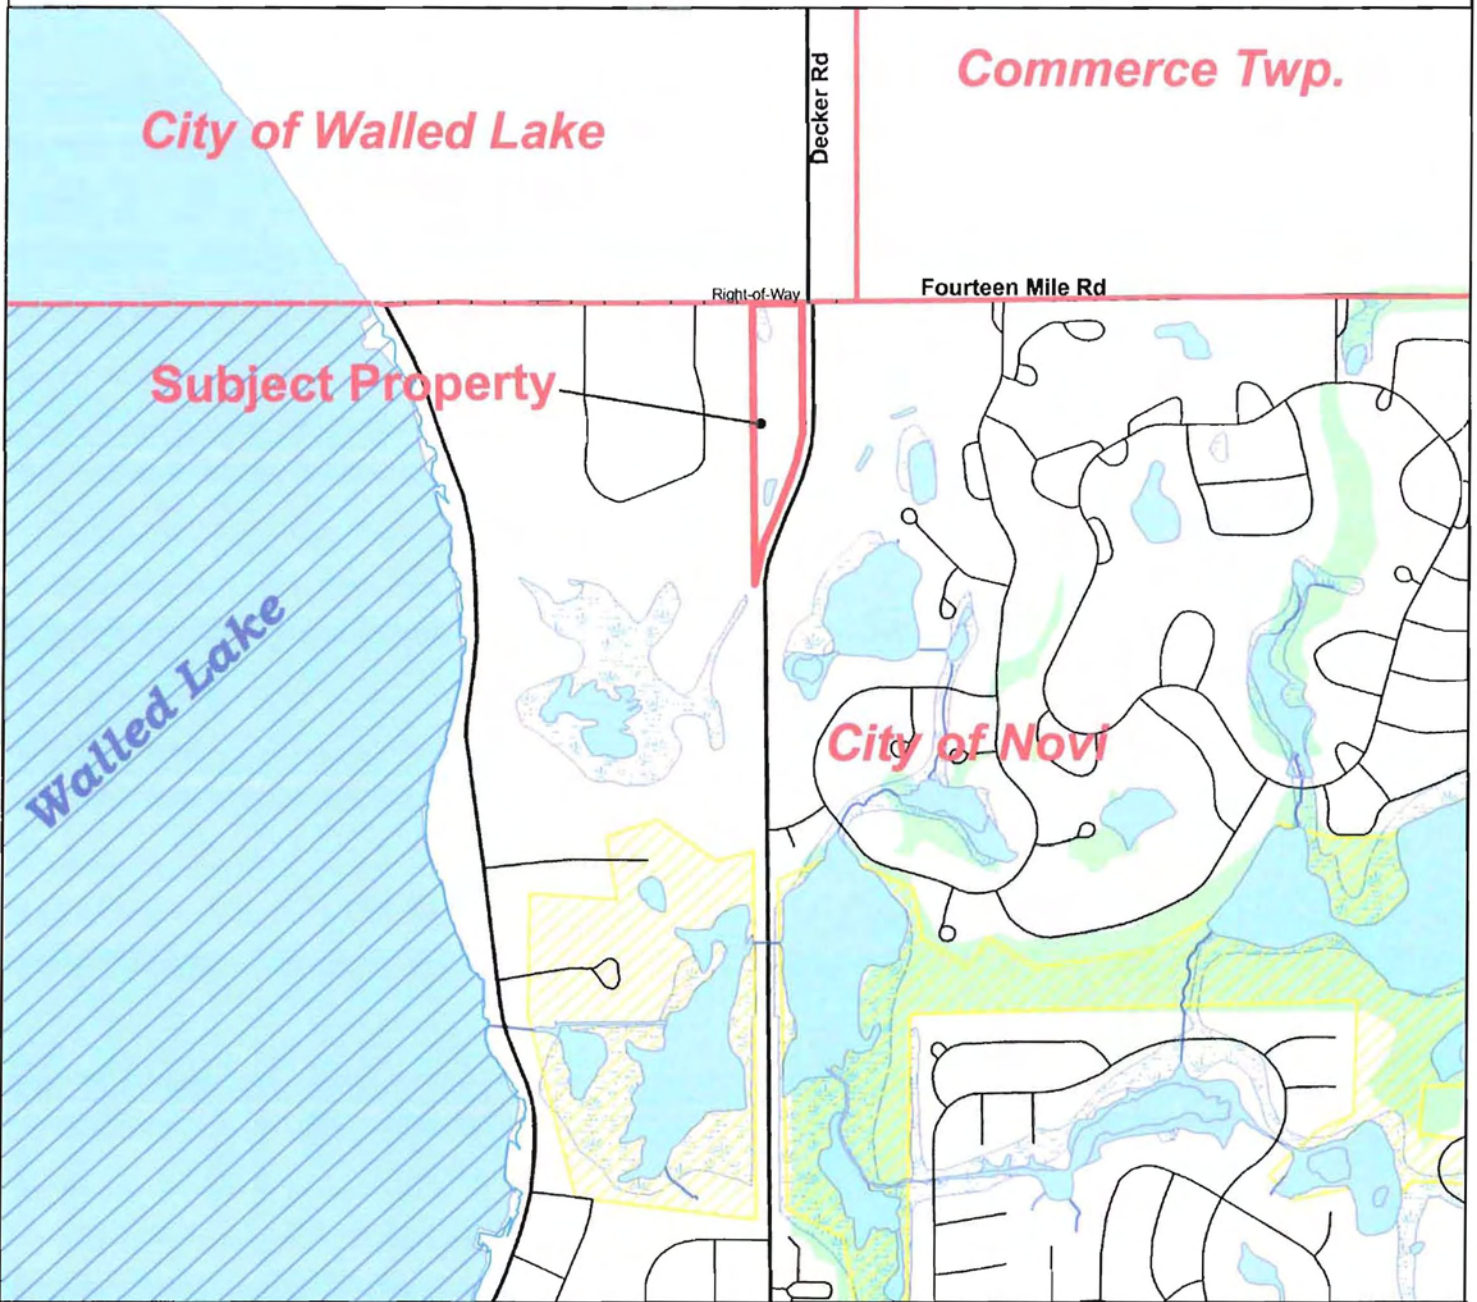 Commerce Twp.
City of Walled Lake
Decker Rd
Right-of-Way
Fourteen Mile Rd
Subject Property
Walled Lake
City of Novi